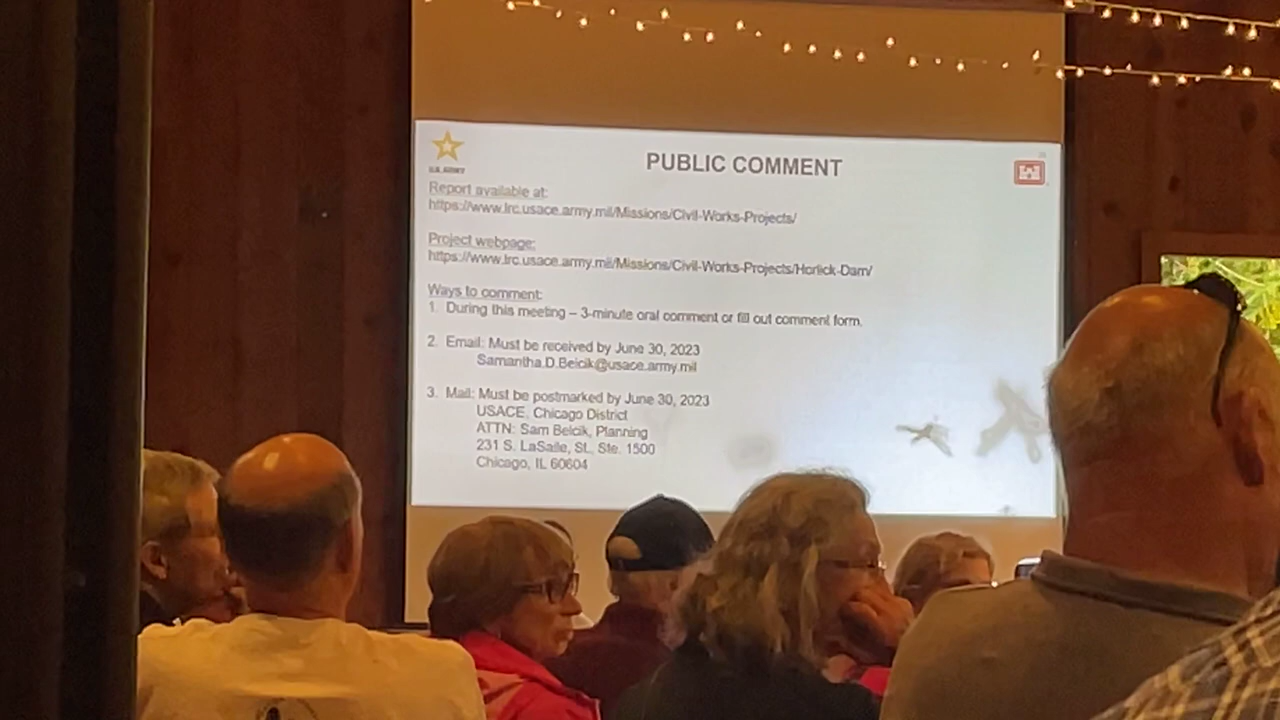 U.S. ARMY
PUBLIC COMMENT
Report available at:
https://www.lrc.usace.army.mil/Missions/Civil-Works-Projects/
Project webpage:
https://www.lrc.usace.army.mil/Missions/Civil-Works-Projects/Horlick-Dam/
Ways to comment:
1. During this meeting – 3-minute oral comment or fill out comment form.
2. Email: Must be received by June 30, 2023
Samantha.D.Belcik@usace.army.mil
3. Mail: Must be postmarked by June 30, 2023
USACE, Chicago District
ATTN: Sam Belcik, Planning
231 S. LaSalle, St. Ste. 1500
Chicago, IL 60604